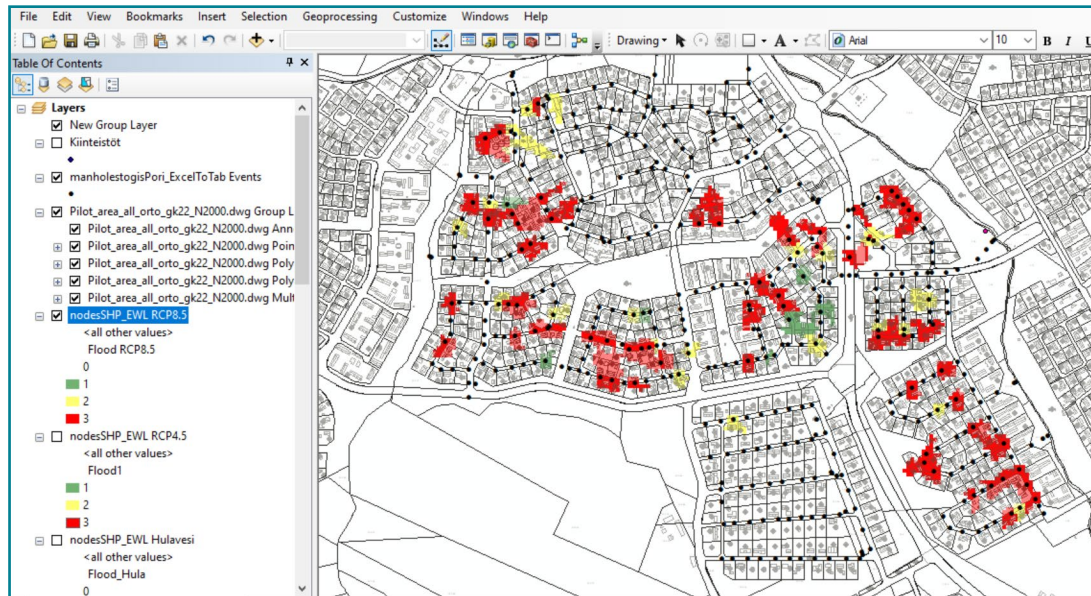 File Edit View Bookmarks Insert Selection Geoprocessing Customize Windows Help
Drawing Arial 10 B I U
Table Of Contents
Layers
New Group Layer
Kiinteistöt
manholestogisPori_ExcelToTab Events
Pilot_area_all_orto_gk22_N2000.dwg Group L
Pilot_area_all_orto_gk22_N2000.dwg Ann
Pilot_area_all_orto_gk22_N2000.dwg Poin
Pilot_area_all_orto_gk22_N2000.dwg Poly
Pilot_area_all_orto_gk22_N2000.dwg Poly
Pilot_area_all_orto_gk22_N2000.dwg Mult
nodesSHP_EWL RCP8.5
<all other values>
Flood RCP8.5
0
1
2
3
nodesSHP_EWL RCP4.5
<all other values>
Flood1
1
2
3
nodesSHP_EWL Hulavesi
<all other values>
Flood_Hula
0